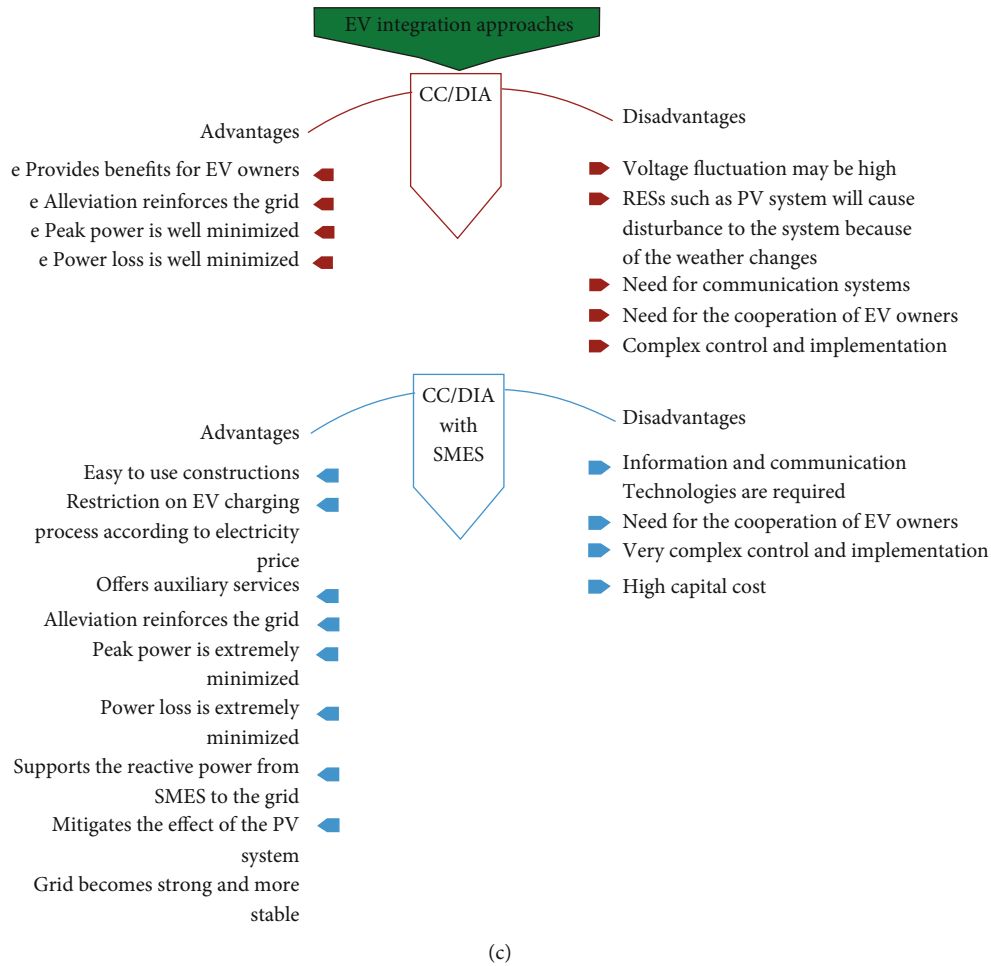 EV integration approaches
CC/DIA
Advantages
e Provides benefits for EV owners
e Alleviation reinforces the grid
e Peak power is well minimized
e Power loss is well minimized
Disadvantages
Voltage fluctuation may be high
RESs such as PV system will cause
disturbance to the system because
of the weather changes
Need for communication systems
Need for the cooperation of EV owners
Complex control and implementation
CC/DIA
with
SMES
Advantages
Easy to use constructions
Restriction on EV charging
process according to electricity
price
Offers auxiliary services
Alleviation reinforces the grid
Peak power is extremely
minimized
Power loss is extremely
minimized
Supports the reactive power from
SMES to the grid
Mitigates the effect of the PV
system
Grid becomes strong and more
stable
Disadvantages
Information and communication
Technologies are required
Need for the cooperation of EV owners
Very complex control and implementation
High capital cost
(c)